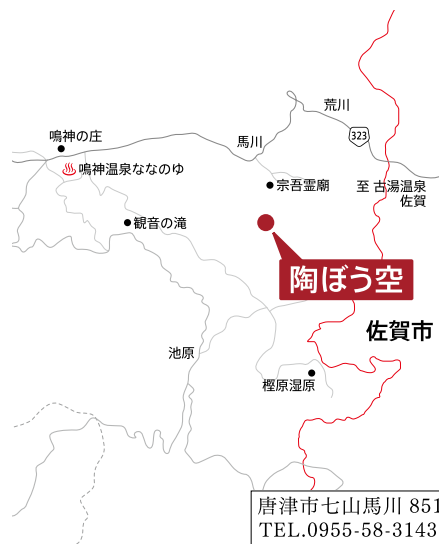 荒川
323
鳴神の庄
馬川
鳴神温泉ななのゆ
宗吾霊廟
至 古湯温泉
佐賀
観音の滝
陶ぼう空
佐賀市
池原
樫原湿原
唐津市七山馬川 851
TEL.0955-58-3143